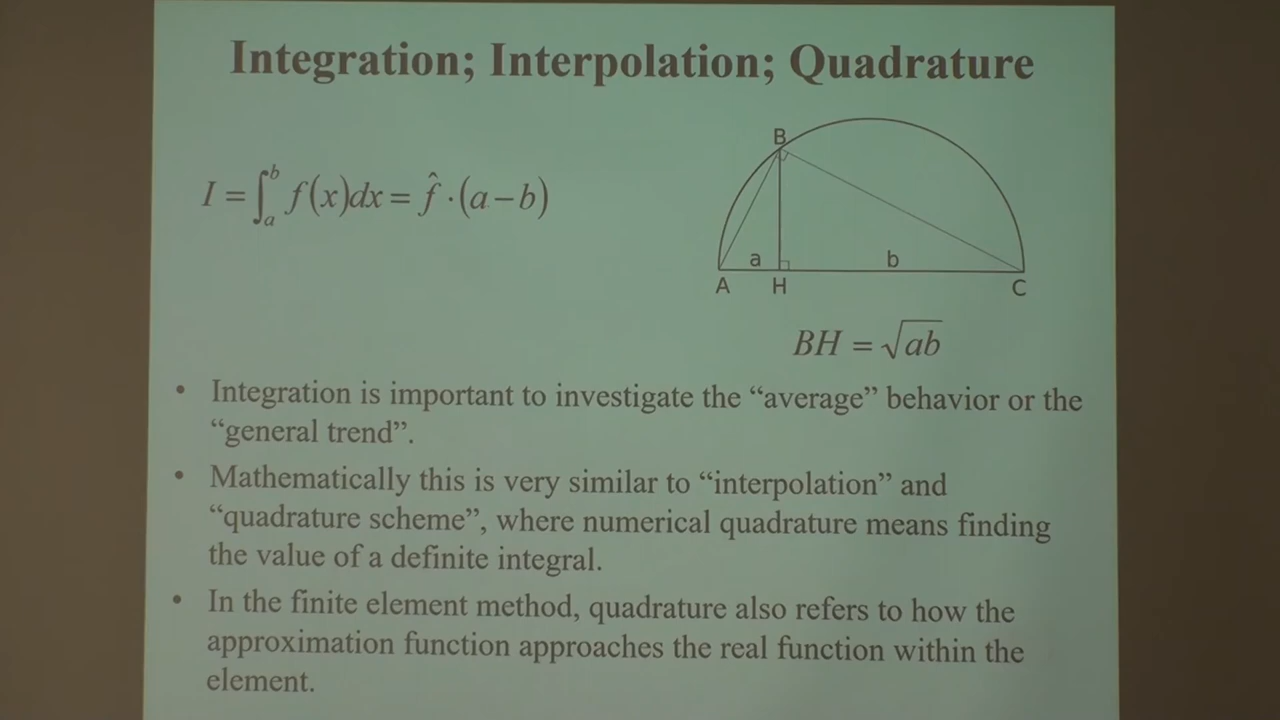 Integration; Interpolation; Quadrature
I = ∫_a^b f(x)dx = f̂ · (a − b)
B
a
b
A
H
C
BH = √ab
• Integration is important to investigate the “average” behavior or the
“general trend”.
• Mathematically this is very similar to “interpolation” and
“quadrature scheme”, where numerical quadrature means finding
the value of a definite integral.
• In the finite element method, quadrature also refers to how the
approximation function approaches the real function within the
element.